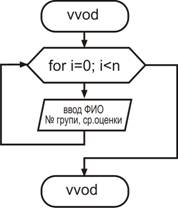 vvod
for i=0; i<n
ввод ФИО
№ групи, ср.оценки
vvod